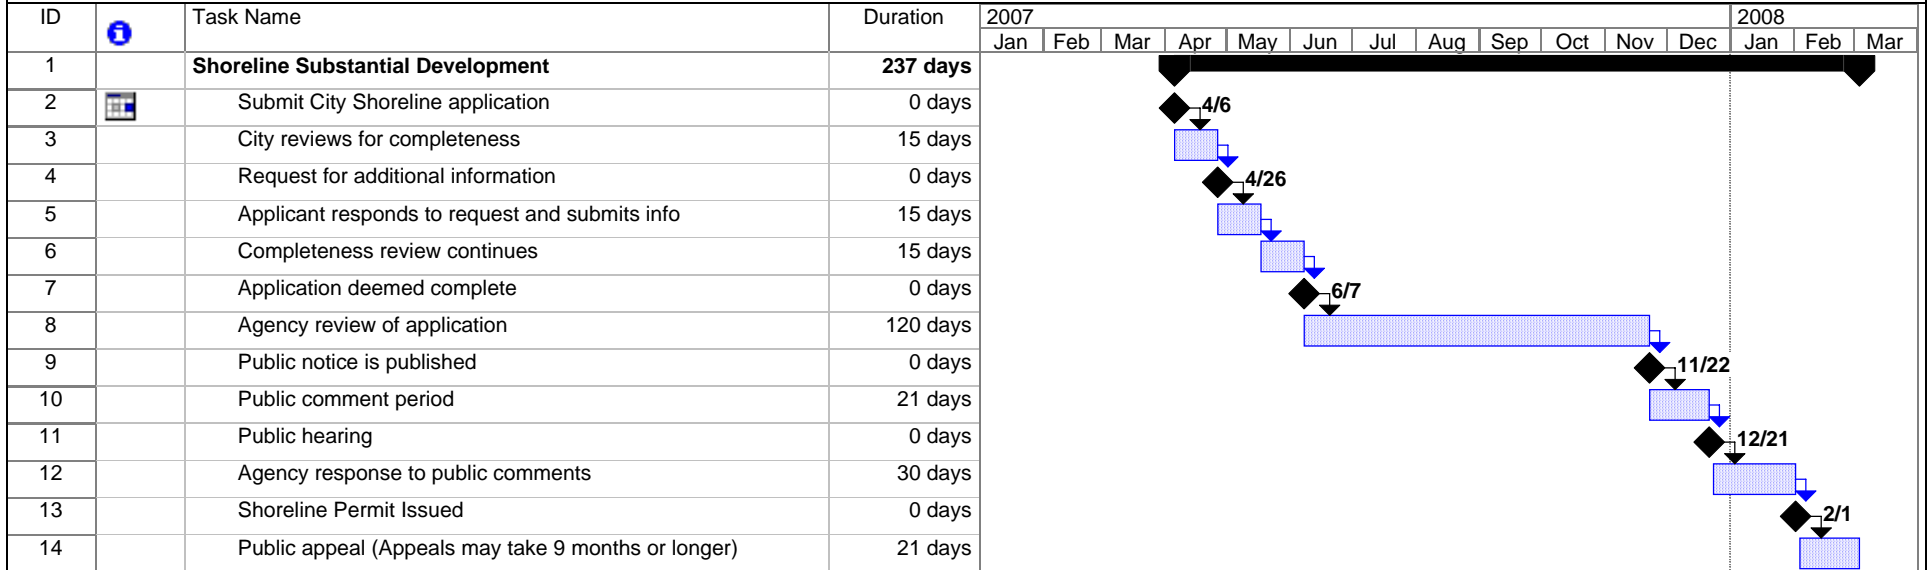 ID Task Name Duration 2007 2008
Jan Feb Mar Apr May Jun Jul Aug Sep Oct Nov Dec Jan Feb Mar
1 Shoreline Substantial Development 237 days
2 Submit City Shoreline application 0 days 4/6
3 City reviews for completeness 15 days
4 Request for additional information 0 days 4/26
5 Applicant responds to request and submits info 15 days
6 Completeness review continues 15 days
7 Application deemed complete 0 days 6/7
8 Agency review of application 120 days
9 Public notice is published 0 days 11/22
10 Public comment period 21 days
11 Public hearing 0 days 12/21
12 Agency response to public comments 30 days
13 Shoreline Permit Issued 0 days 2/1
14 Public appeal (Appeals may take 9 months or longer) 21 days